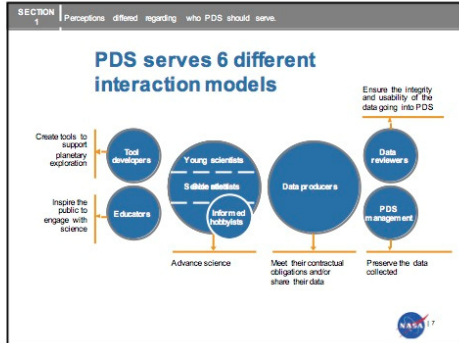 SECTION
1
Perceptions differed regarding who PDS should serve.
PDS serves 6 different
interaction models
Ensure the integrity
and usability of the
data going into PDS
Create tools to
support
planetary
exploration
Tool
developers
Young scientists
Data producers
Data
reviewers
Inspire the
public to
engage with
science
Educators
Informed
hobbyists
PDS
management
Advance science
Meet their contractual
obligations and/or
share their data
Preserve the data
collected
NASA
| 7